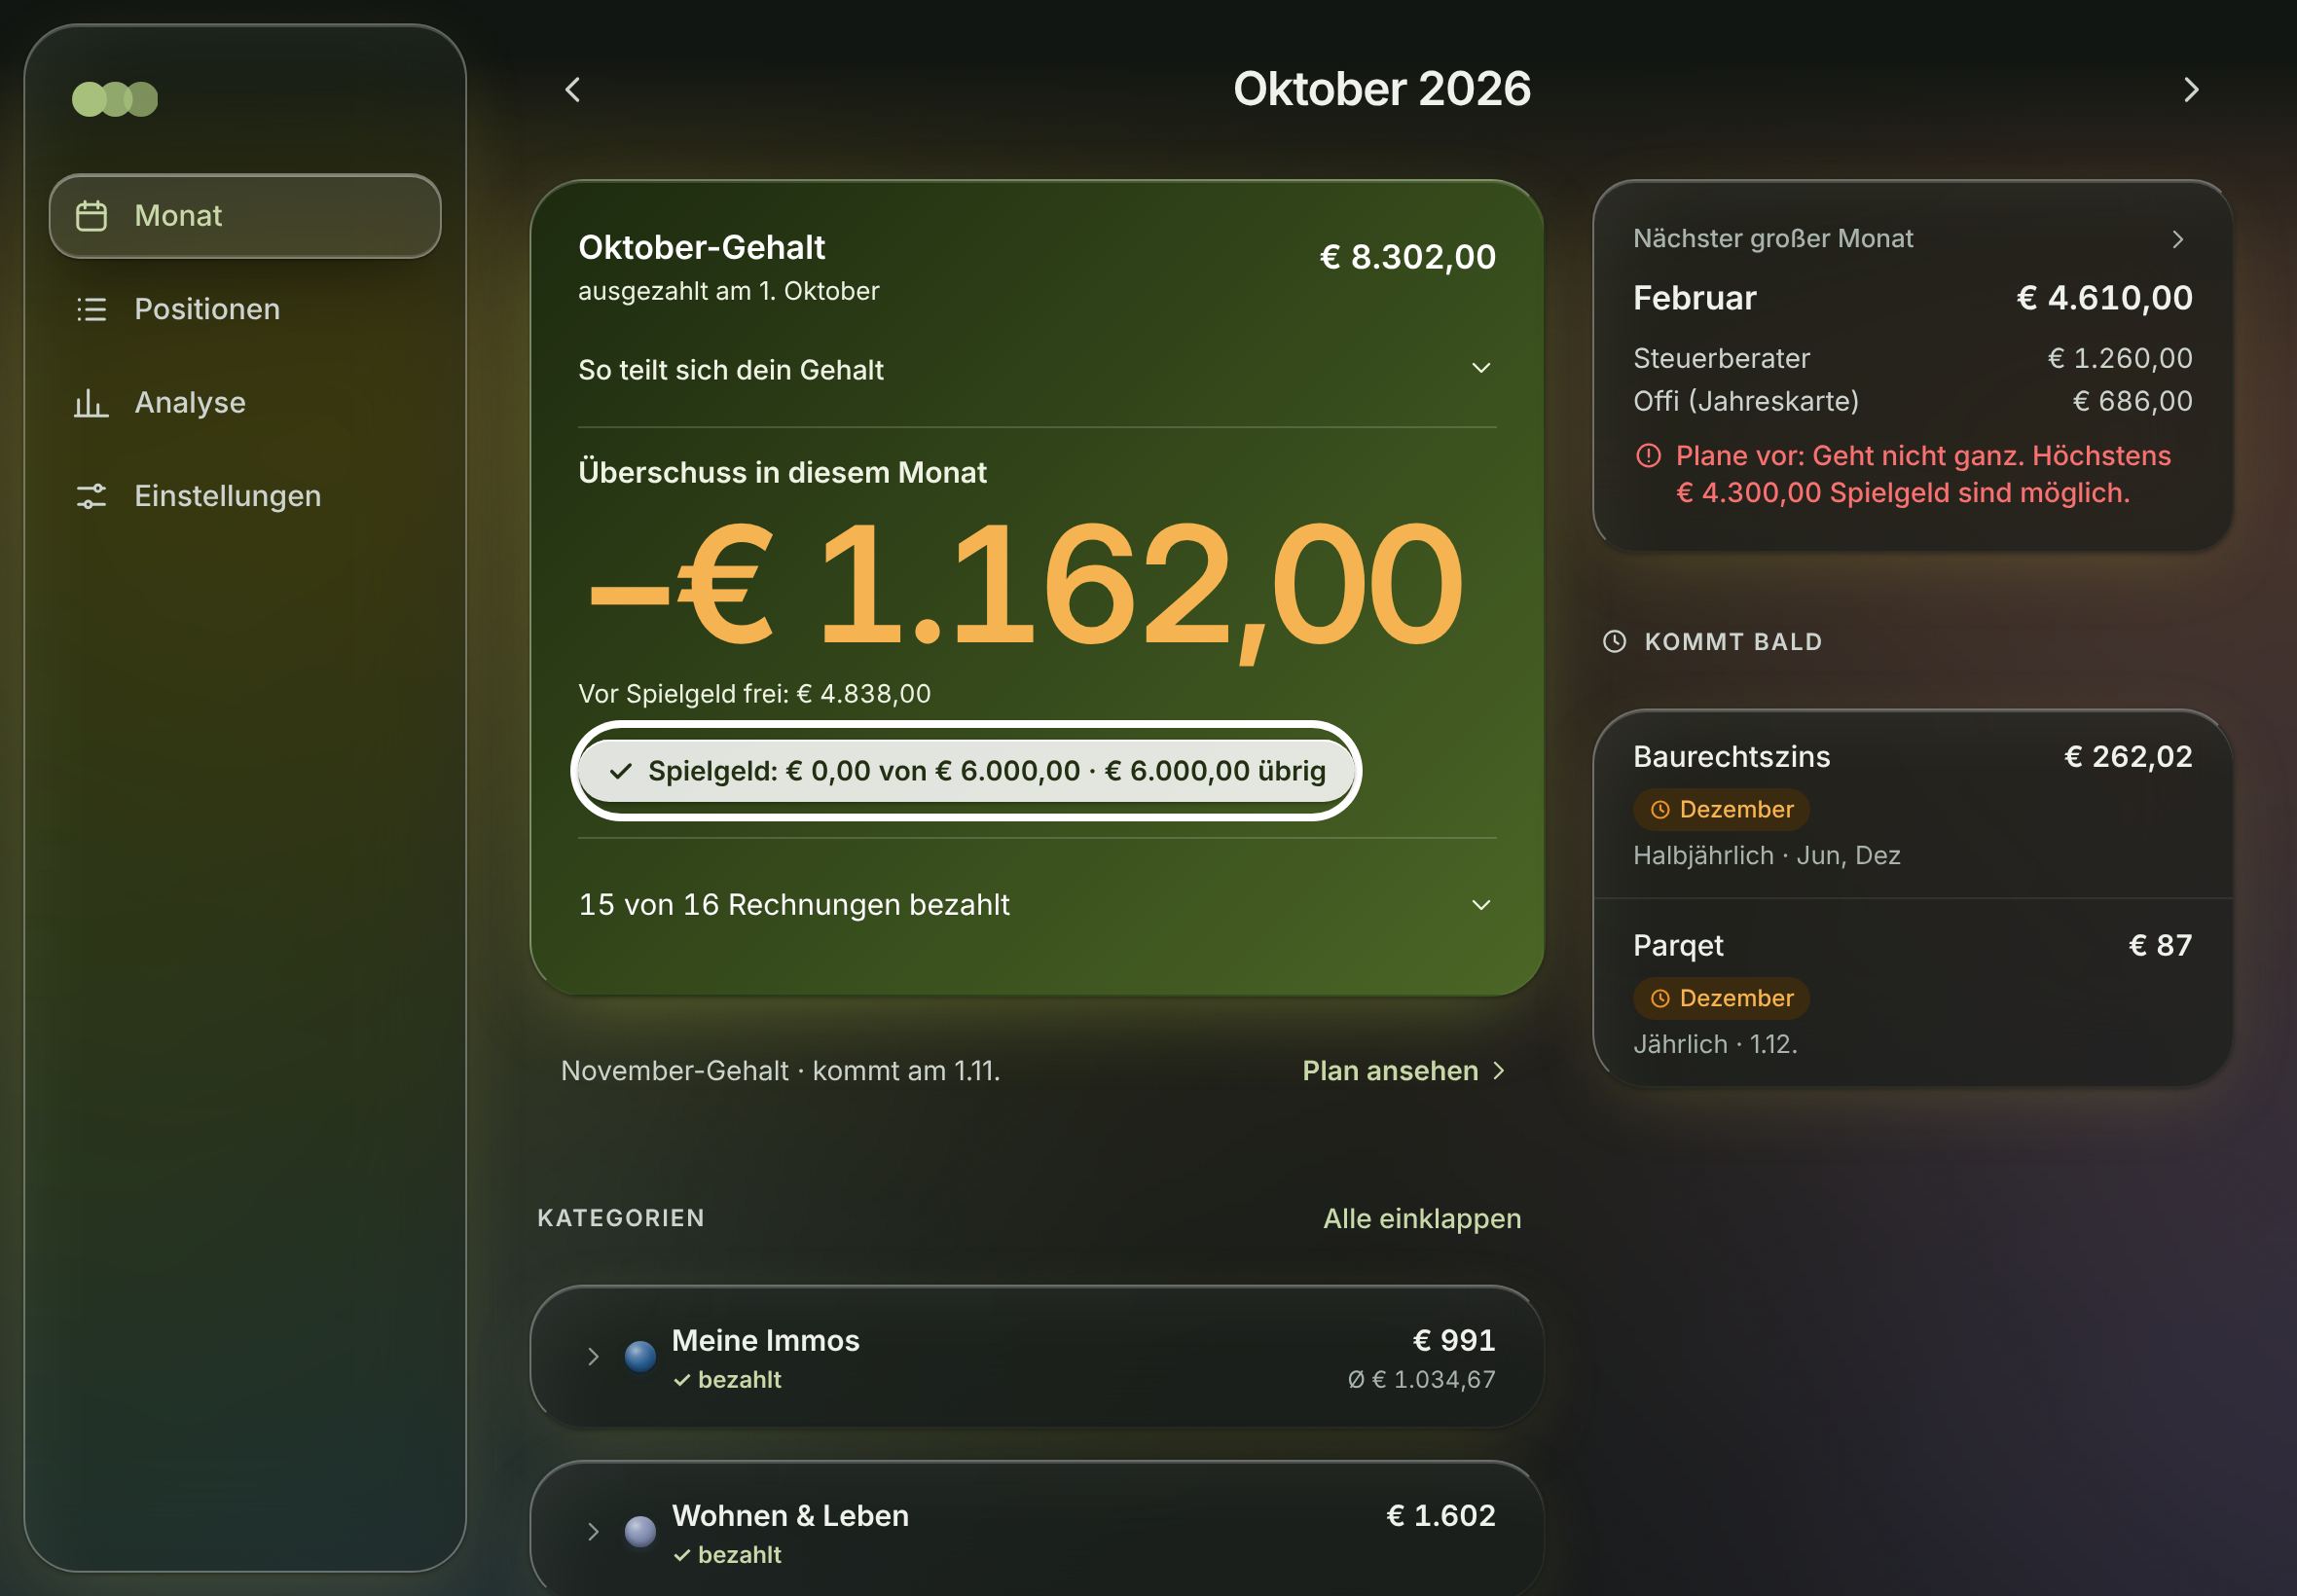 Monat
Positionen
Analyse
Einstellungen
Oktober 2026
Oktober-Gehalt
€ 8.302,00
ausgezahlt am 1. Oktober
So teilt sich dein Gehalt
Überschuss in diesem Monat
–€ 1.162,00
Vor Spielgeld frei: € 4.838,00
Spielgeld: € 0,00 von € 6.000,00 · € 6.000,00 übrig
15 von 16 Rechnungen bezahlt
November-Gehalt · kommt am 1.11.
Plan ansehen
KATEGORIEN
Alle einklappen
Meine Immos
€ 991
bezahlt
Ø € 1.034,67
Wohnen & Leben
€ 1.602
bezahlt
Nächster großer Monat
Februar
€ 4.610,00
Steuerberater
€ 1.260,00
Offi (Jahreskarte)
€ 686,00
Plane vor: Geht nicht ganz. Höchstens
€ 4.300,00 Spielgeld sind möglich.
KOMMT BALD
Baurechtszins
€ 262,02
Dezember
Halbjährlich · Jun, Dez
Parqet
€ 87
Dezember
Jährlich · 1.12.